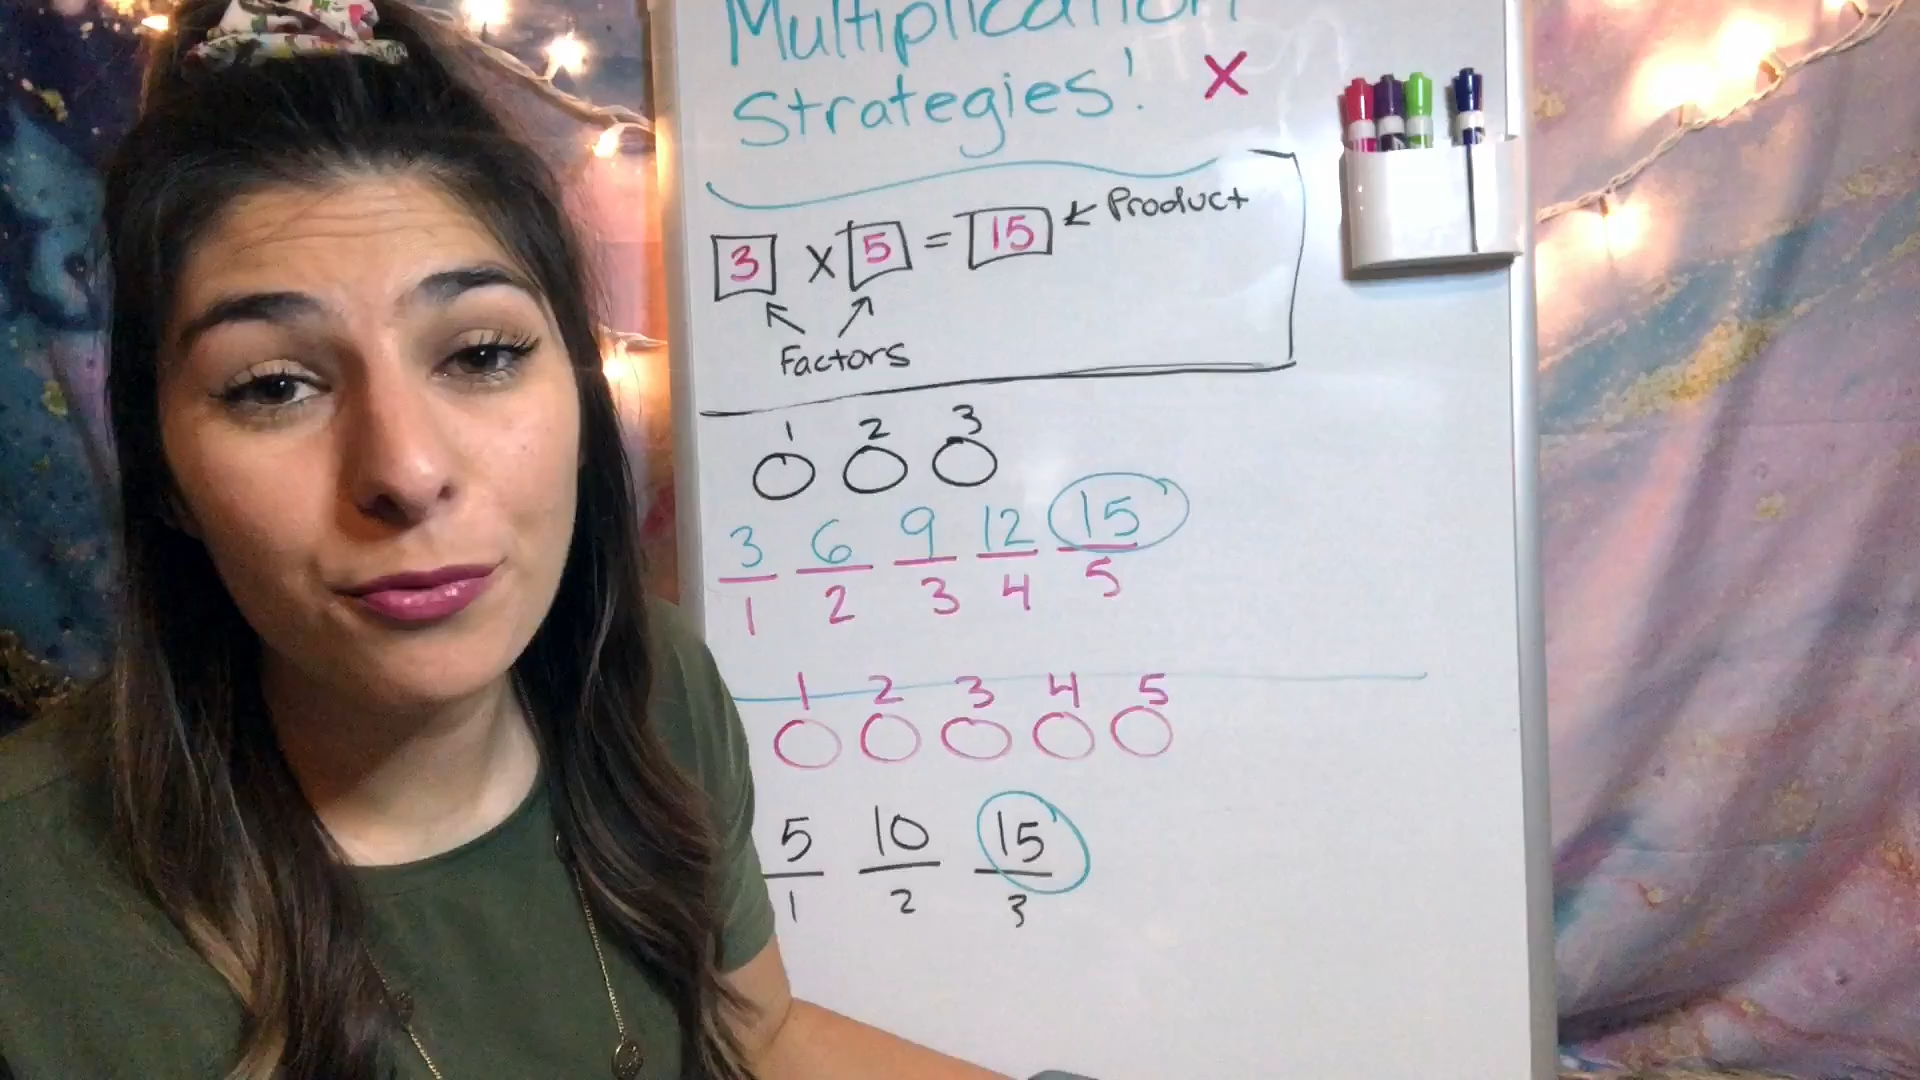 Multiplication
Strategies! X
3 x 5 = 15 ← Product
Factors
1 2 3
3 6 9 12 15
1 2 3 4 5
1 2 3 4 5
5 10 15
1 2 3